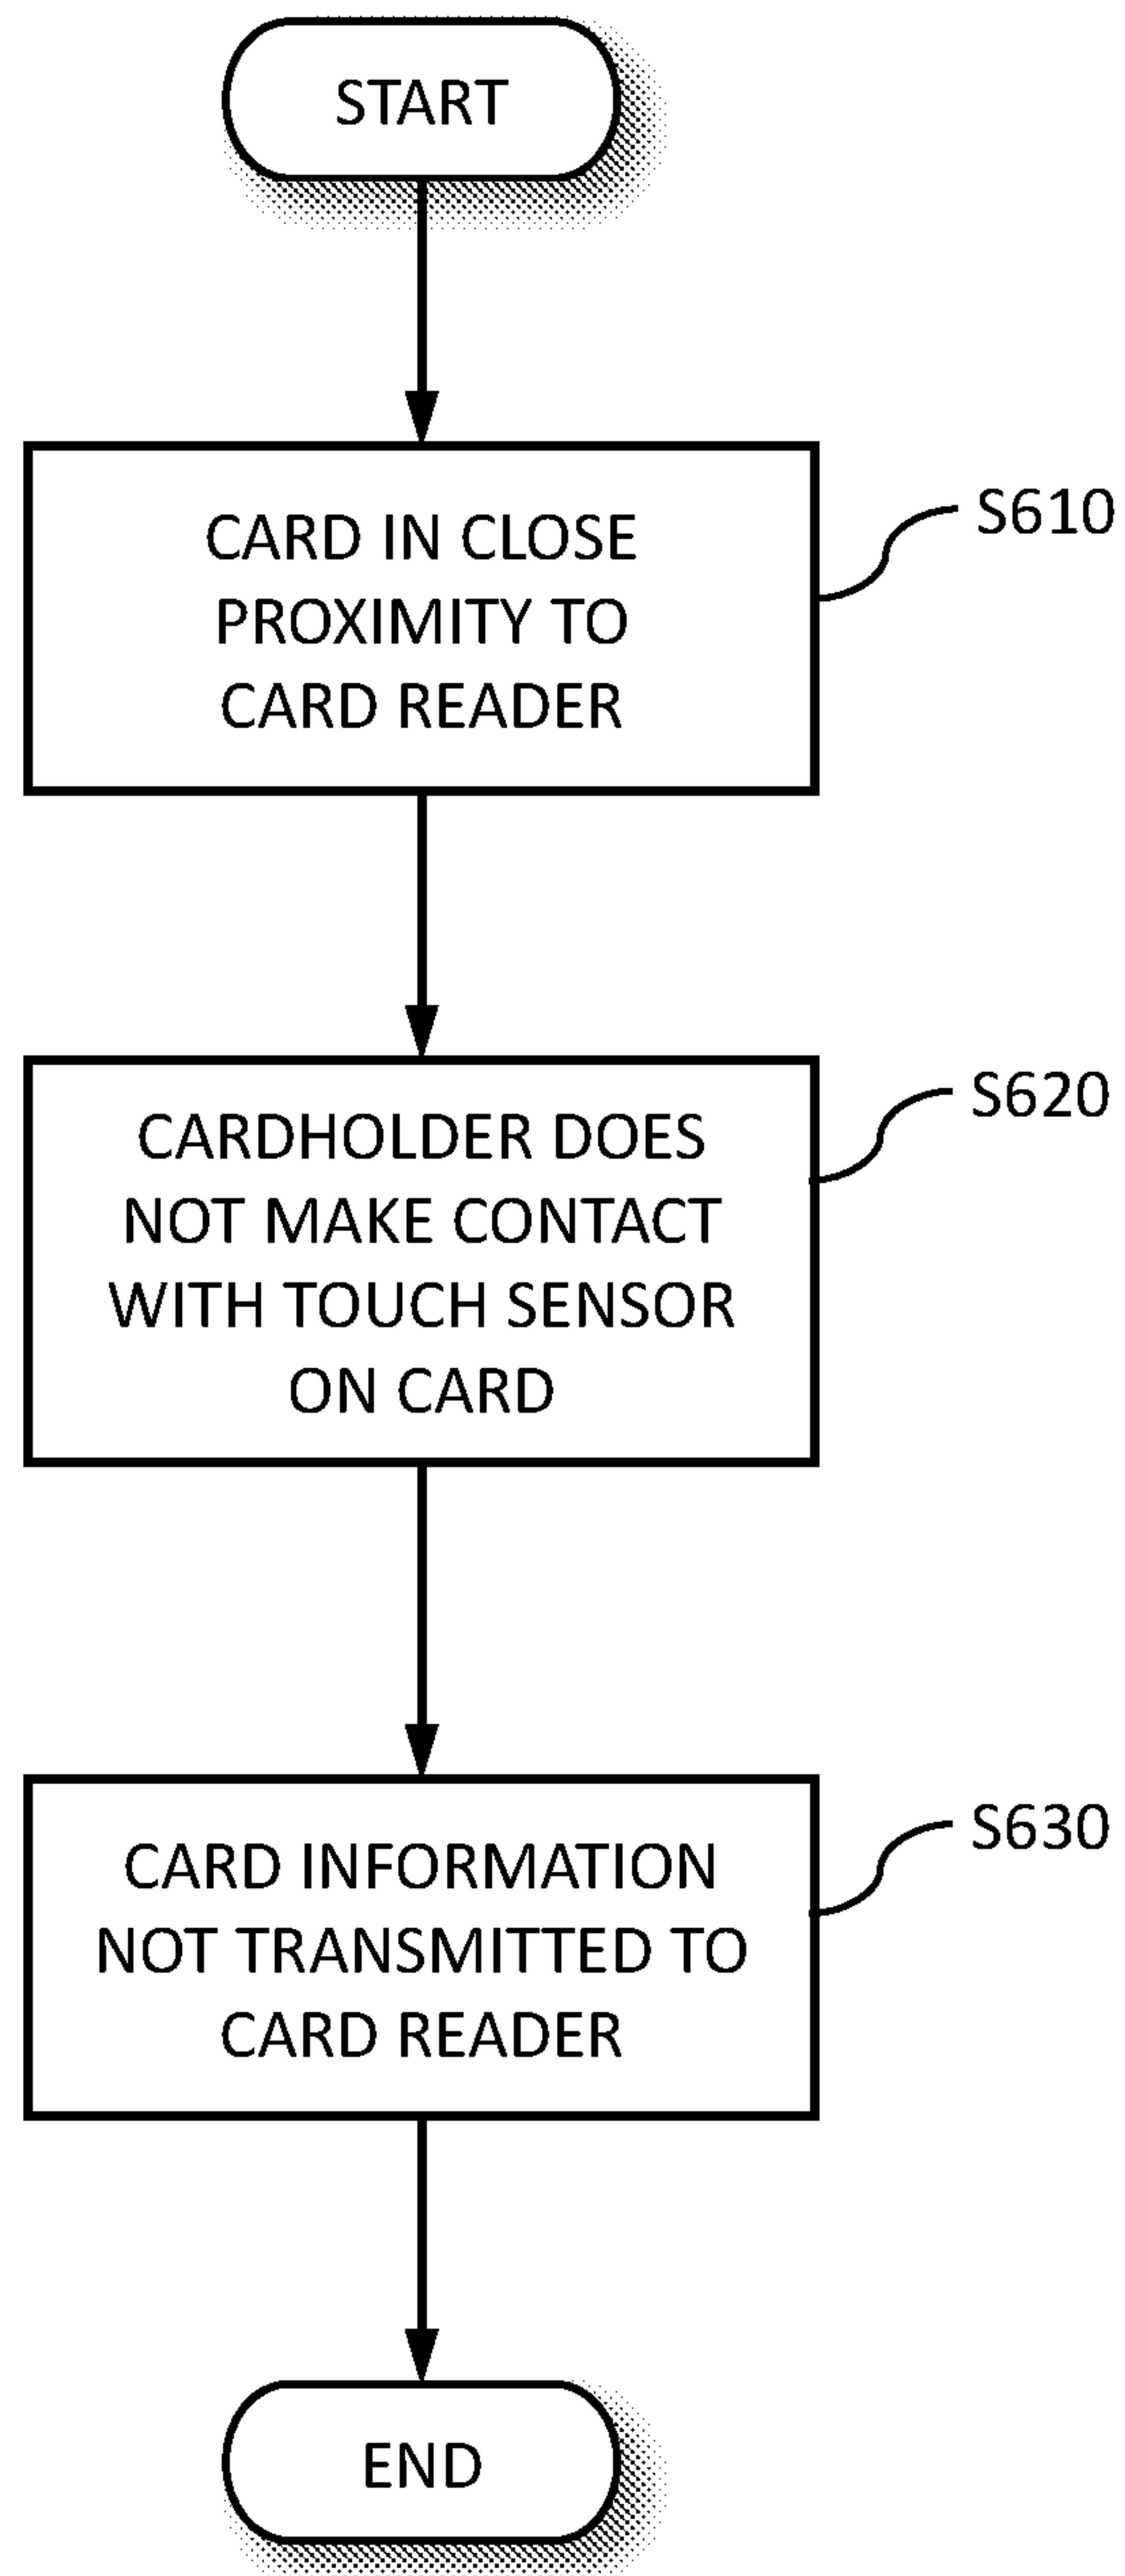 START
CARD IN CLOSE
PROXIMITY TO
CARD READER
S610
CARDHOLDER DOES
NOT MAKE CONTACT
WITH TOUCH SENSOR
ON CARD
S620
CARD INFORMATION
NOT TRANSMITTED TO
CARD READER
S630
END